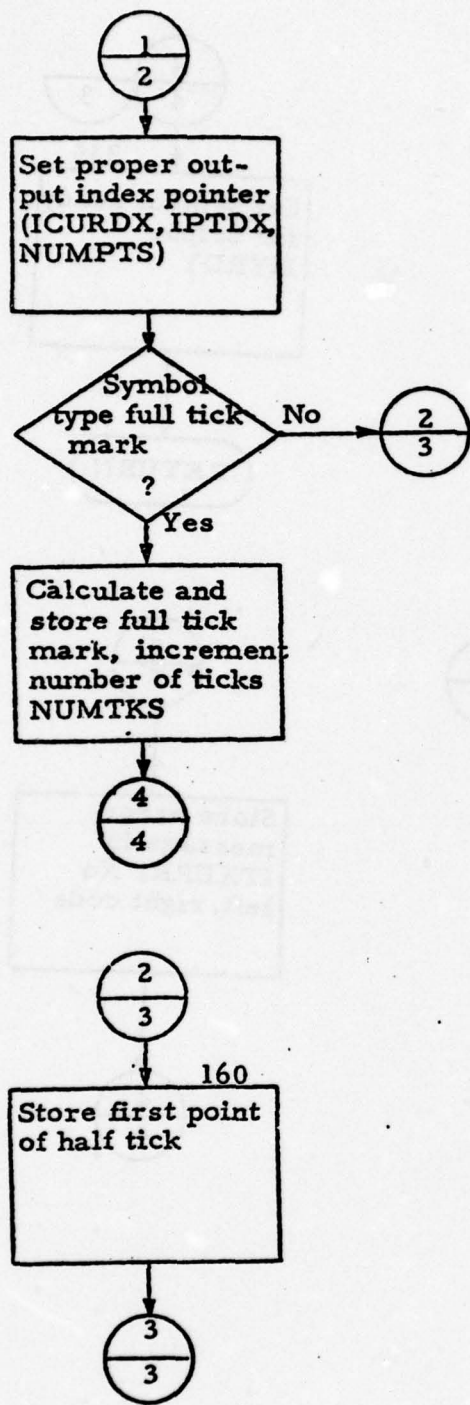 1
2
Set proper out-
put index pointer
(ICURDX, IPTDX,
NUMPTS)
Symbol
type full tick
mark
?
No
2
3
Yes
Calculate and
store full tick
mark, increment
number of ticks
NUMTKS
4
4
2
3
160
Store first point
of half tick
3
3